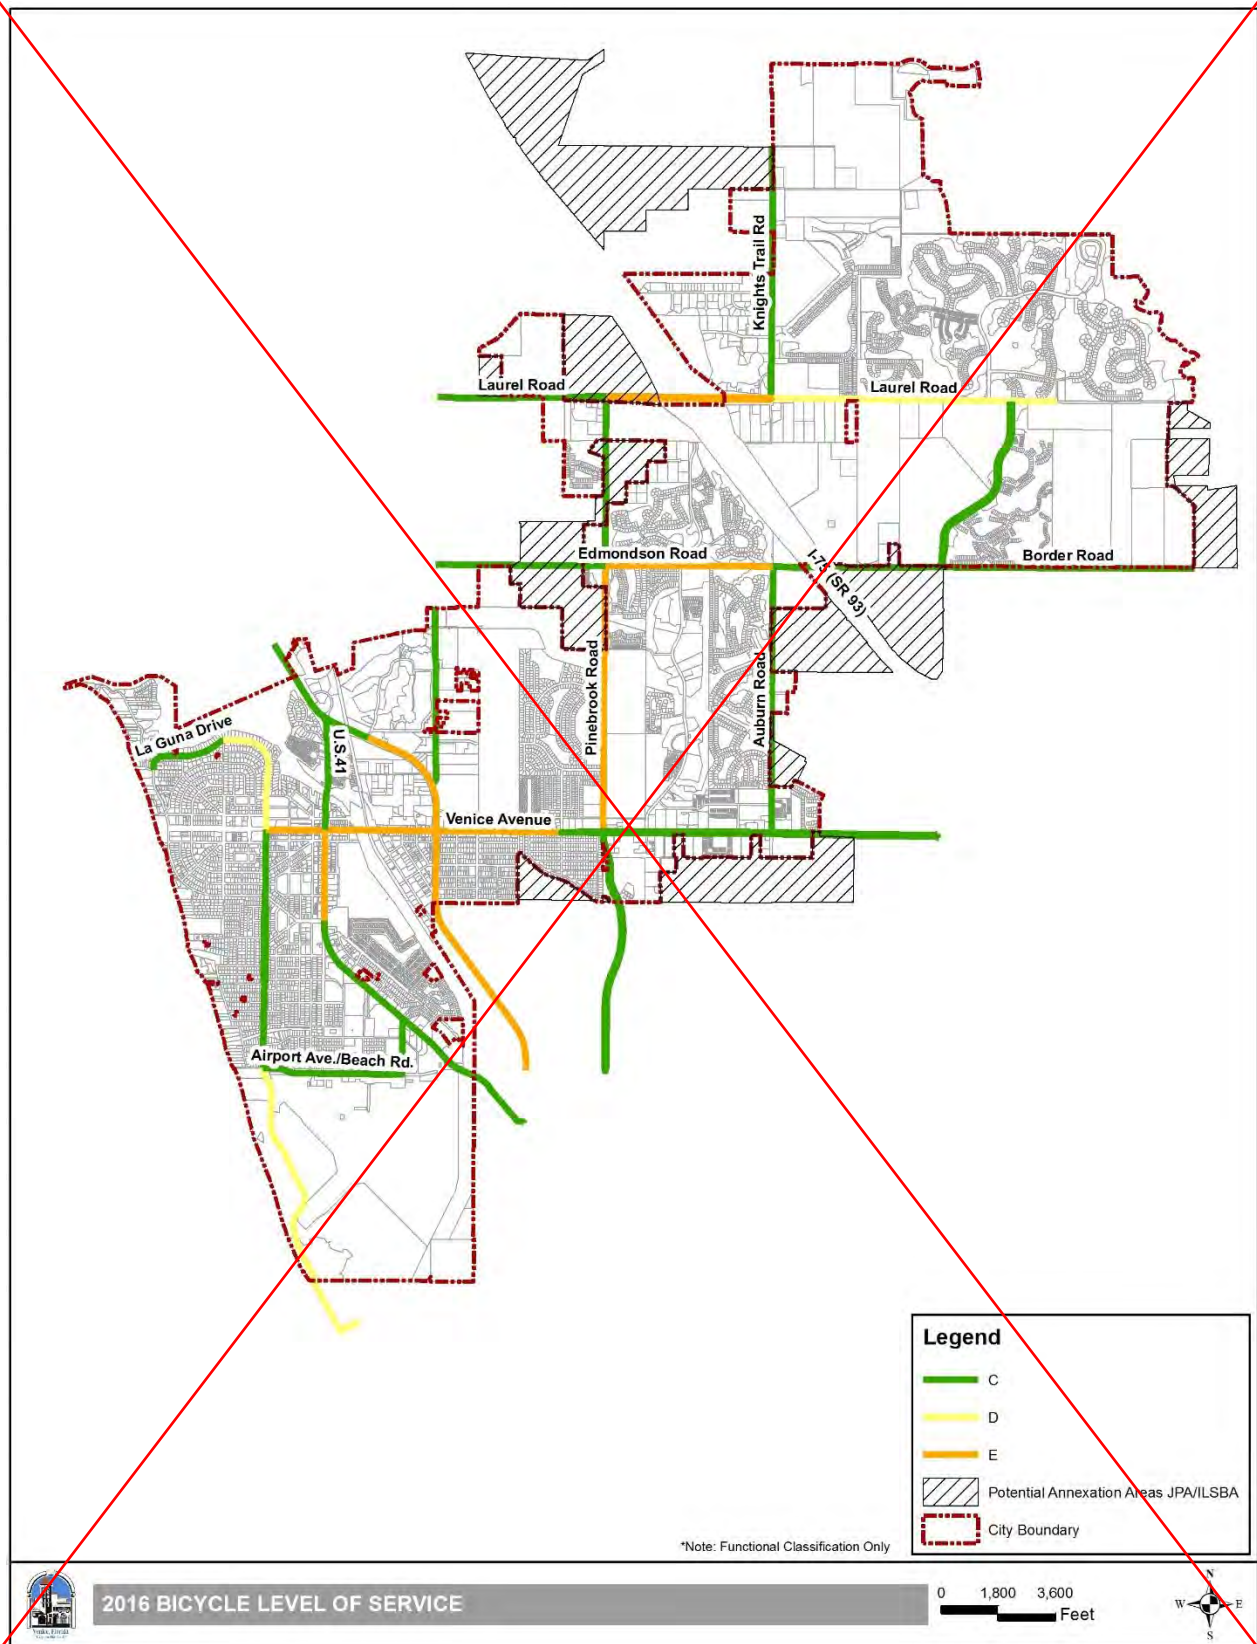 Knights Trail Rd
Laurel Road
Laurel Road
Edmondson Road
I-75 (SR 93)
Border Road
Pinebrook Road
Auburn Road
La Guna Drive
U.S.41
Venice Avenue
Airport Ave./Beach Rd.
Legend
C
D
E
Potential Annexation Areas JPA/ILSBA
City Boundary
*Note: Functional Classification Only
2016 BICYCLE LEVEL OF SERVICE
0 1,800 3,600
Feet
N
W E
S